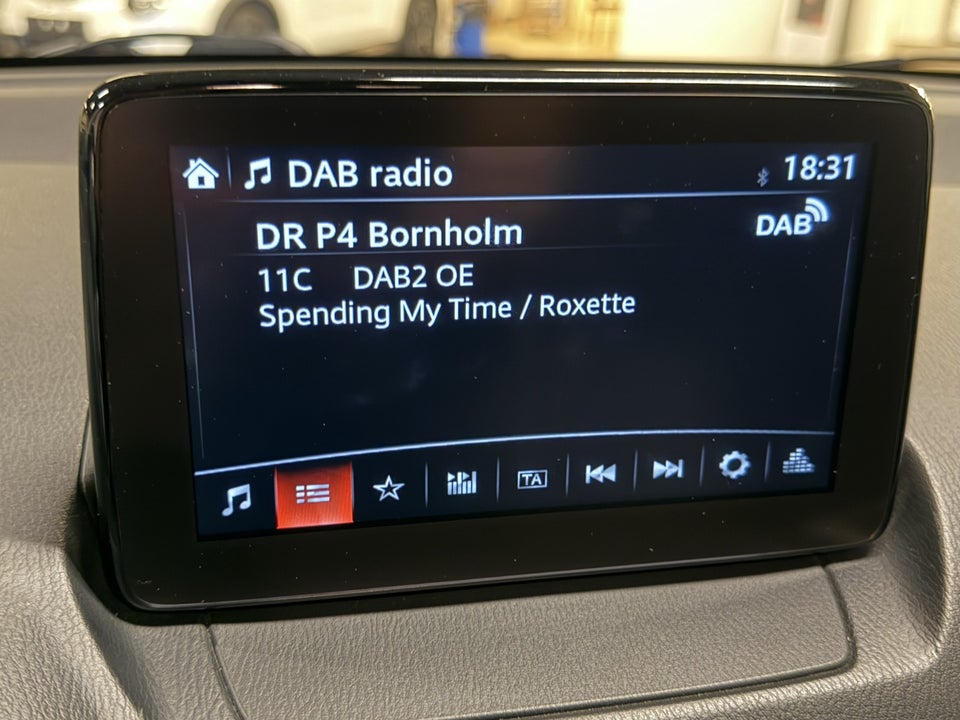 DAB radio 18:31
DR P4 Bornholm DAB
11C DAB2 OE
Spending My Time / Roxette
TA